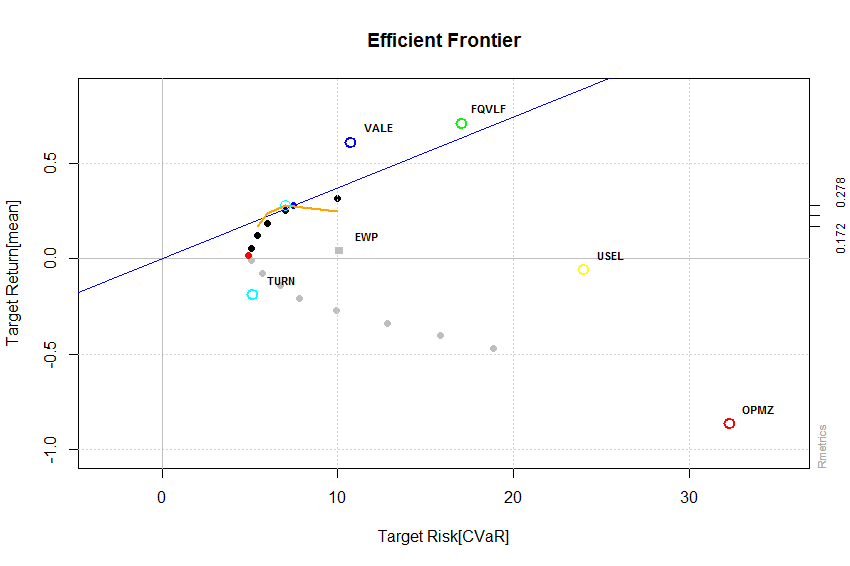 Efficient Frontier
FQVLF
VALE
EWP
USEL
TURN
OPMZ
Target Return[mean]
0.5
0.0
-0.5
-1.0
0.278
0.172
Rmetrics
0
10
20
30
Target Risk[CVaR]